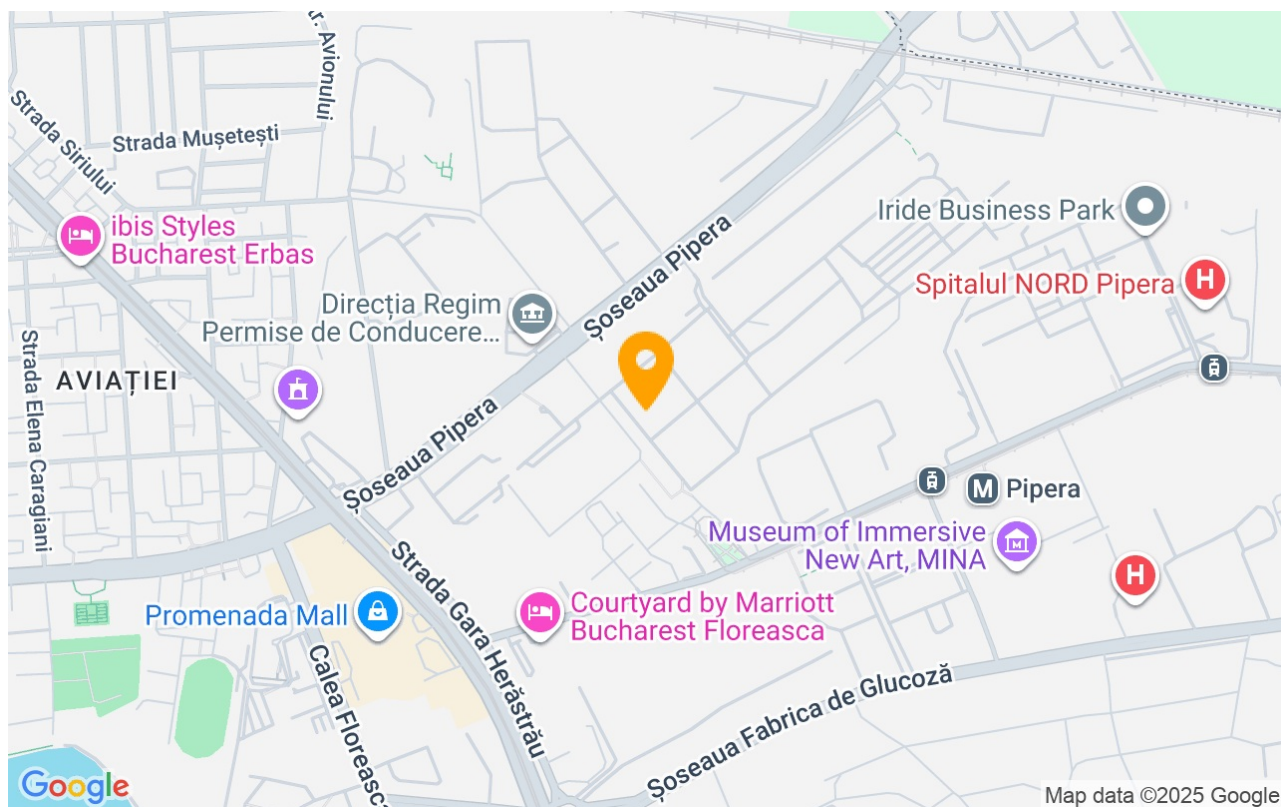 r. Avionului
Strada Siriului
Strada Mușetești
ibis Styles
Bucharest Erbas
Iride Business Park
Spitalul NORD Pipera
H
Direcția Regim
Permise de Conducere...
Șoseaua Pipera
Strada Elena Caragiani
AVIAȚIEI
Șoseaua Pipera
M Pipera
Museum of Immersive
New Art, MINA
H
Strada Gara Herăstrău
Promenada Mall
Courtyard by Marriott
Bucharest Floreasca
Calea Floreasc
Șoseaua Fabrica de Glucoză
Google
Map data ©2025 Google